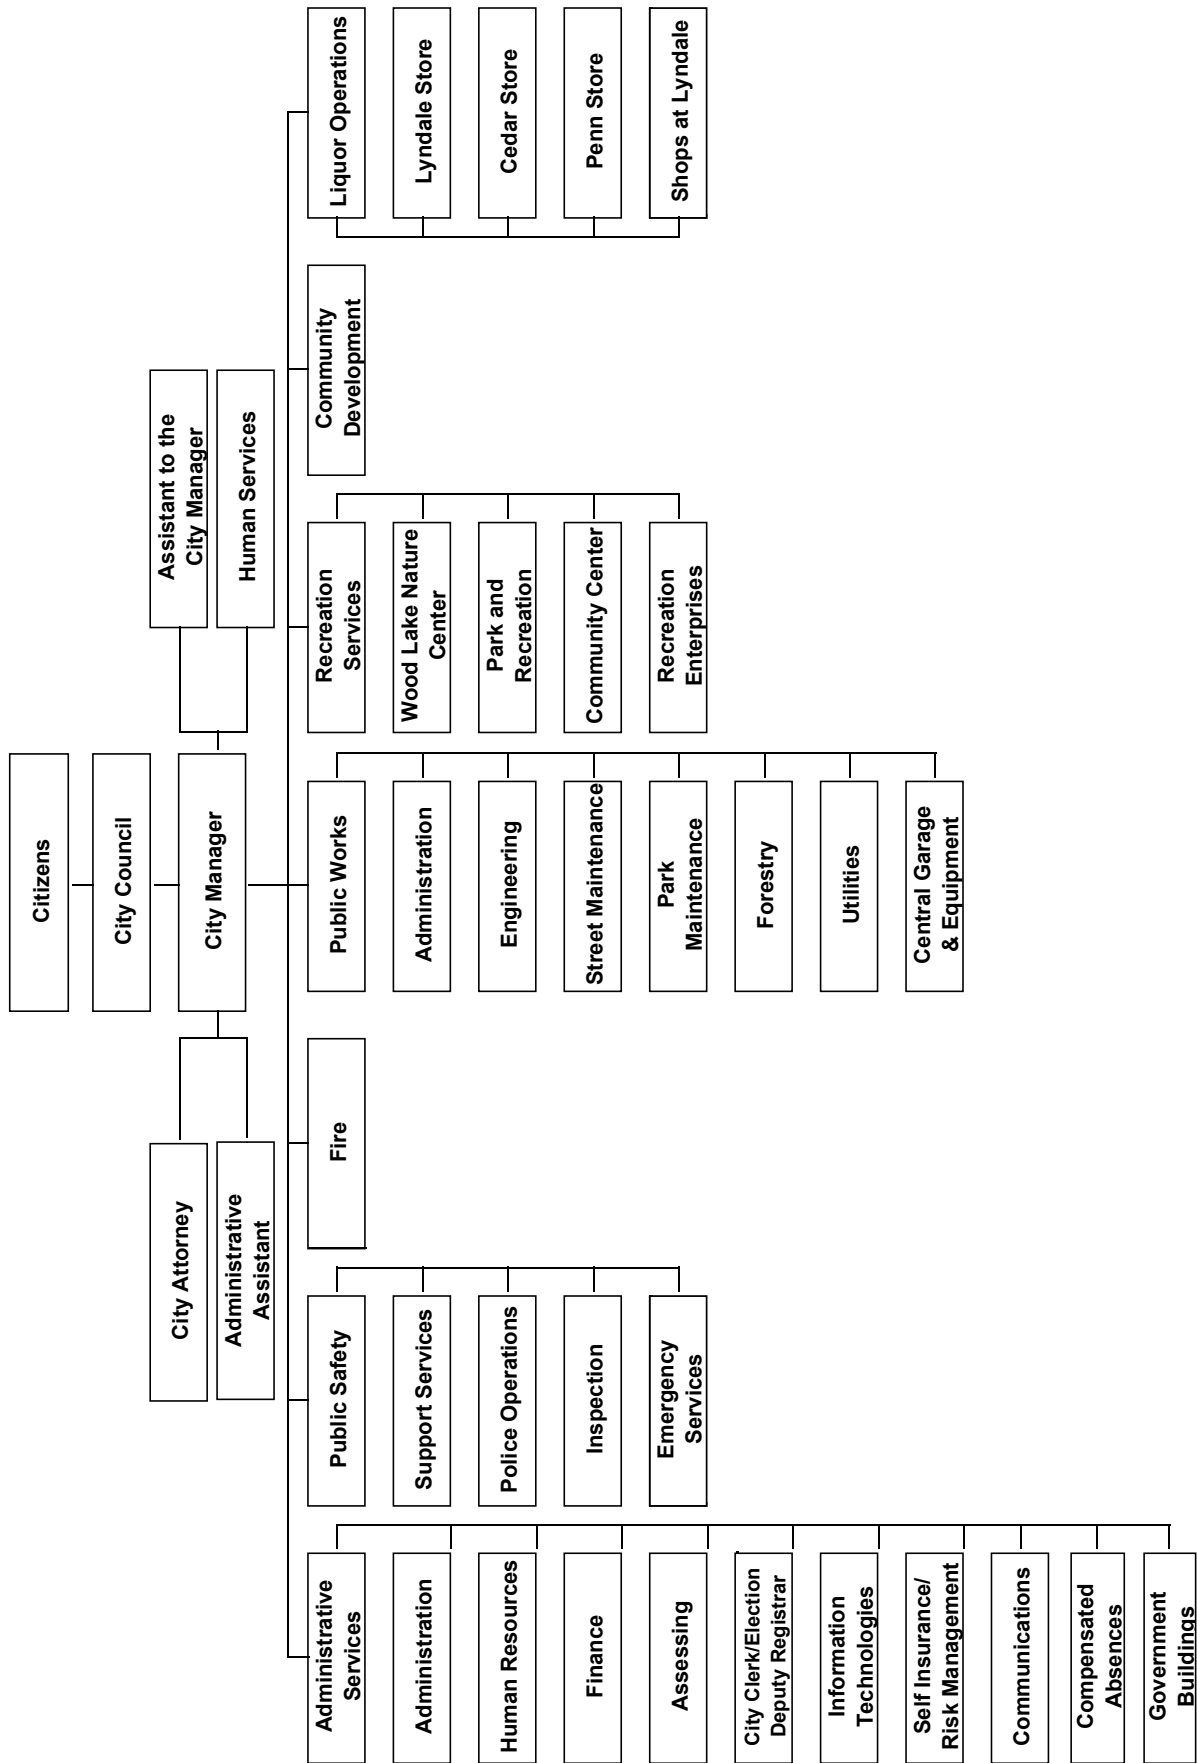 Citizens
City Council
City Manager
City Attorney
Administrative
Assistant
Assistant to the
City Manager
Human Services
Administrative
Services
Administration
Human Resources
Finance
Assessing
City Clerk/Election
Deputy Registrar
Information
Technologies
Self Insurance/
Risk Management
Communications
Compensated
Absences
Government
Buildings
Public Safety
Support Services
Police Operations
Inspection
Emergency
Services
Fire
Public Works
Administration
Engineering
Street Maintenance
Park
Maintenance
Forestry
Utilities
Central Garage
& Equipment
Recreation
Services
Wood Lake Nature
Center
Park and
Recreation
Community Center
Recreation
Enterprises
Community
Development
Liquor Operations
Lyndale Store
Cedar Store
Penn Store
Shops at Lyndale